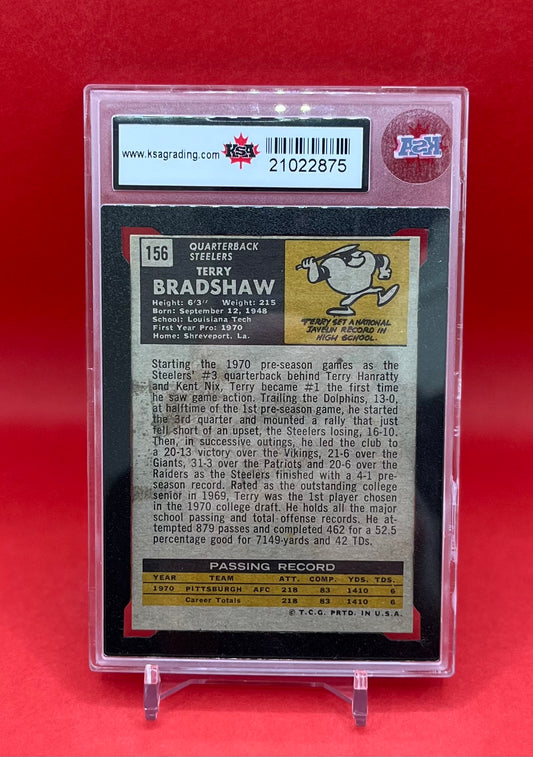 www.ksagrading.com KSA
21022875
KSA
156
QUARTERBACK
STEELERS
TERRY
BRADSHAW
Height: 6'3" Weight: 215
Born: September 12, 1948
School: Louisiana Tech
First Year Pro: 1970
Home: Shreveport, La.
TERRY SET A NATIONAL
JAVELIN RECORD IN
HIGH SCHOOL.
Starting the 1970 pre-season games as the
Steelers' #3 quarterback behind Terry Hanratty
and Kent Nix, Terry became #1 the first time
he saw game action. Trailing the Dolphins, 13-0,
at halftime of the 1st pre-season game, he started
the 3rd quarter and mounted a rally that just
fell short of an upset, the Steelers losing, 16-10.
Then, in successive outings, he led the club to
a 20-13 victory over the Vikings, 21-6 over the
Giants, 31-3 over the Patriots and 20-6 over the
Raiders as the Steelers finished with a 4-1 pre-
season record. Rated as the outstanding college
senior in 1969, Terry was the 1st player chosen
in the 1970 college draft. He holds all the major
school passing and total offense records. He at-
tempted 879 passes and completed 462 for a 52.5
percentage good for 7149-yards and 42 TDs.
PASSING RECORD
YEAR TEAM ATT. COMP. YDS. TDS.
1970 PITTSBURGH AFC 218 83 1410 6
Career Totals 218 83 1410 6
© T.C.G. PRTD. IN U.S.A.